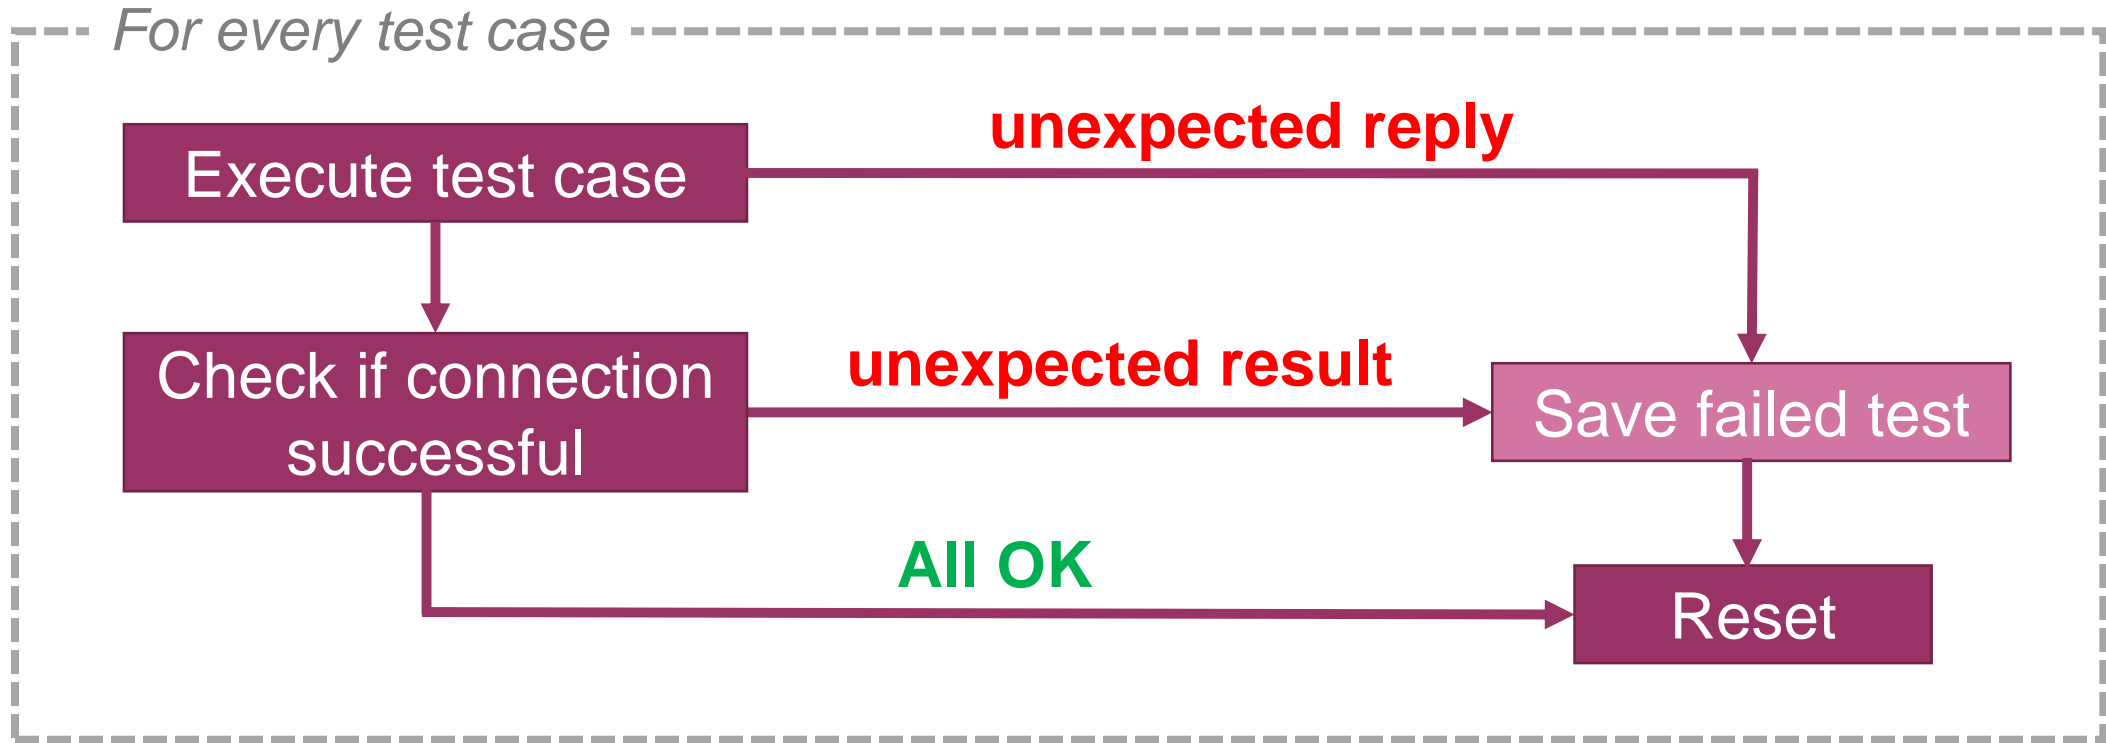 For every test case
unexpected reply
Execute test case
unexpected result
Check if connection
successful
Save failed test
All OK
Reset